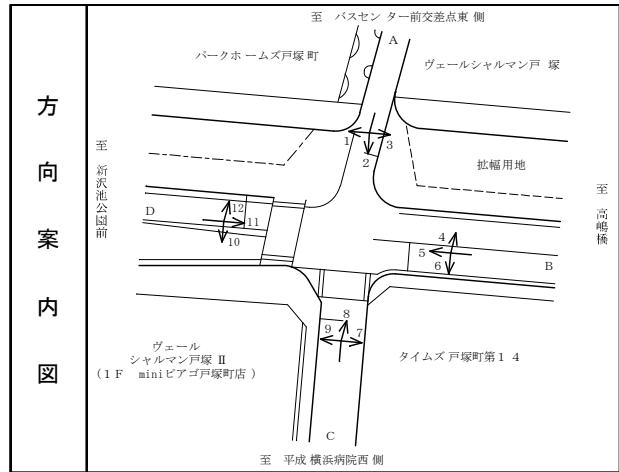 方向案内図
至 バスセンター前交差点東側
A
パークホームズ戸塚町
ヴェールシャルマン戸塚
1
3
2
拡幅用地
至 新沢池公園前
至 高嶋橋
D
12
11
10
4
5
6
B
8
9
7
ヴェール
シャルマン戸塚 Ⅱ
(1F miniピアゴ戸塚町店)
タイムズ戸塚町第14
C
至 平成横浜病院西側